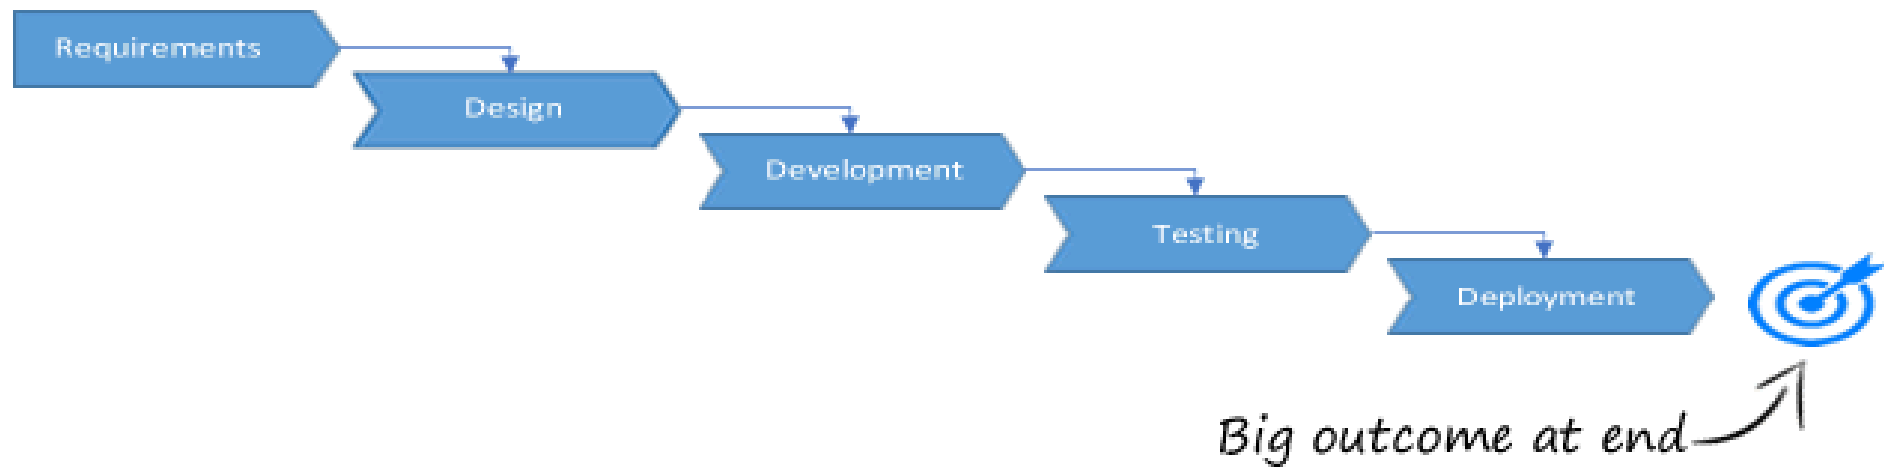 Requirements
Design
Development
Testing
Deployment
Big outcome at end